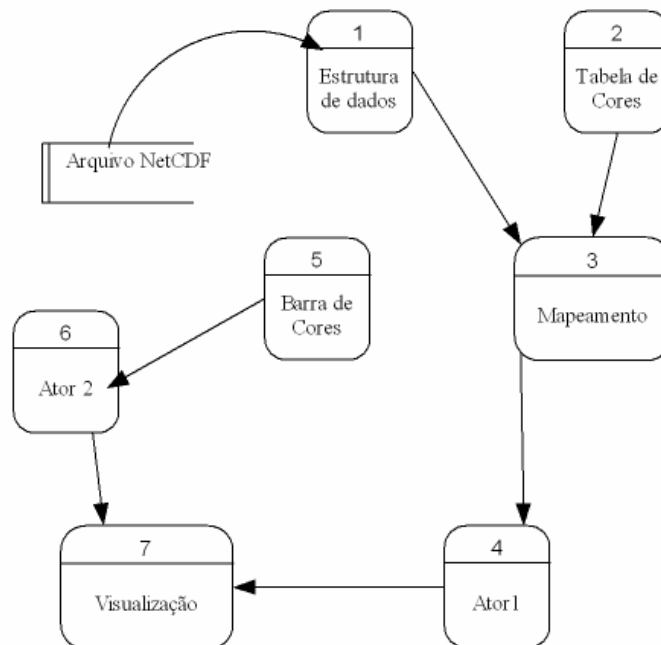 1
Estrutura
de dados
2
Tabela de
Cores
Arquivo NetCDF
3
Mapeamento
5
Barra de
Cores
6
Ator 2
7
Visualização
4
Ator1